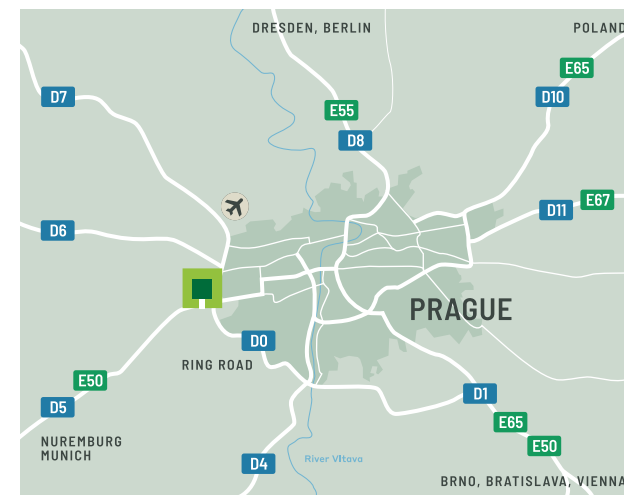 DRESDEN, BERLIN
POLAND
E65
D7
D10
E55
D8
E67
D11
D6
PRAGUE
D0
RING ROAD
E50
D1
D5
E65
NUREMBURG
MUNICH
E50
D4
River Vltava
BRNO, BRATISLAVA, VIENNA